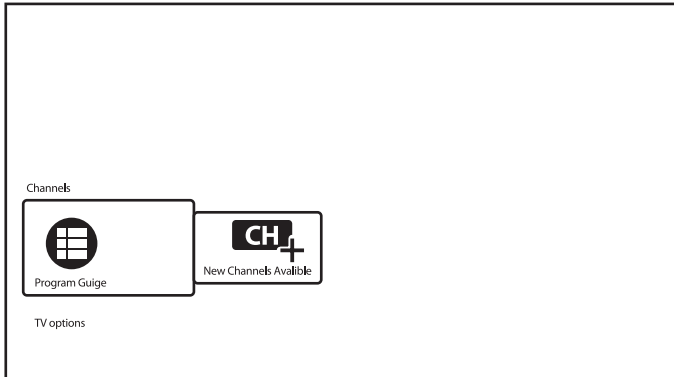 Channels
CH
Program Guige
New Channels Avalible
TV options